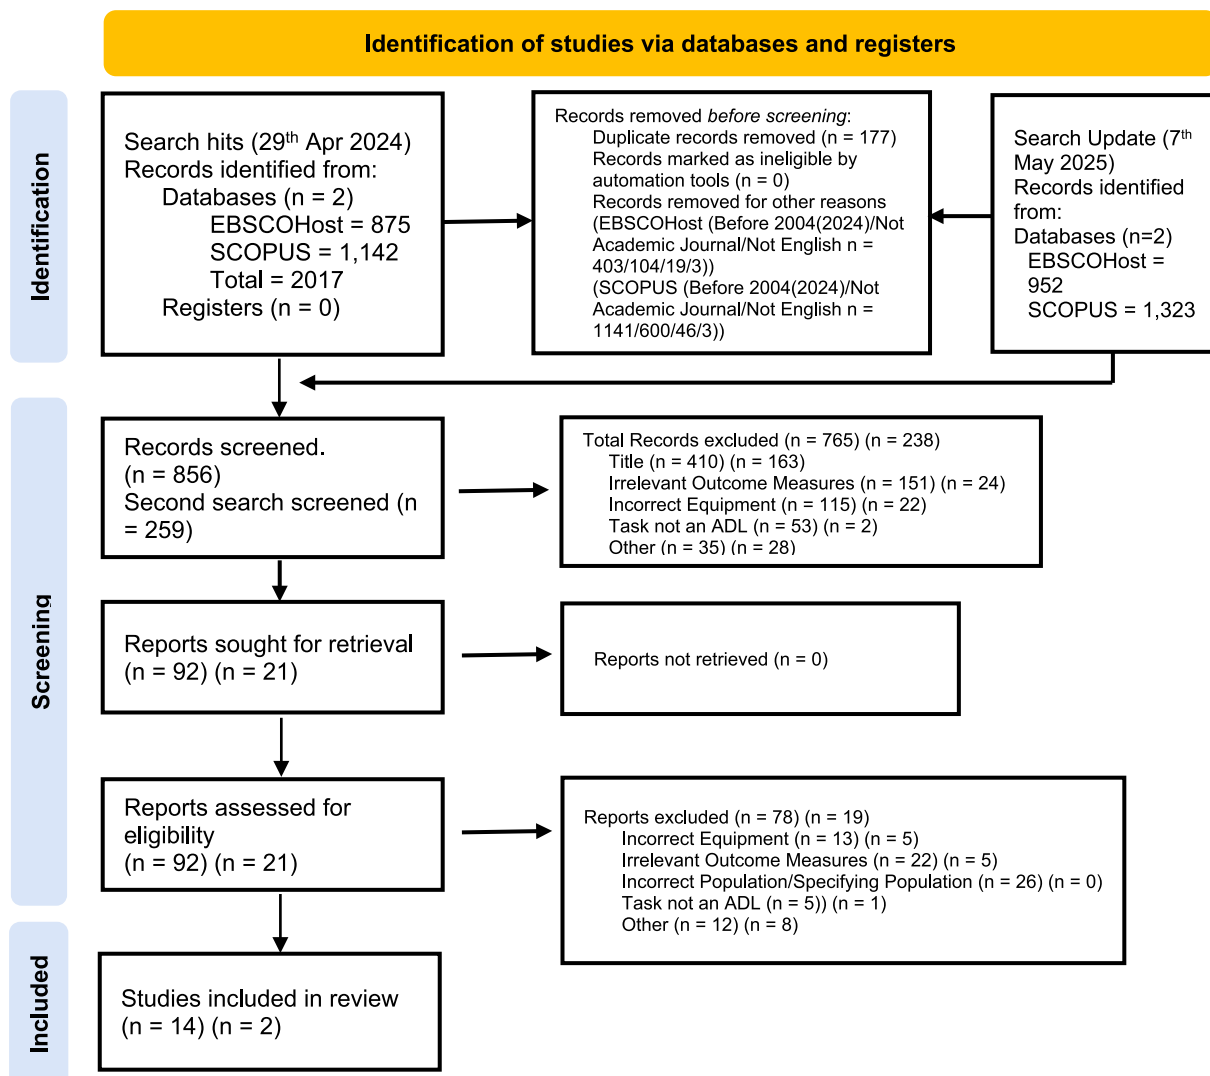 Identification of studies via databases and registers
Identification
Search hits (29th Apr 2024)
Records identified from:
Databases (n = 2)
EBSCOHost = 875
SCOPUS = 1,142
Total = 2017
Registers (n = 0)
Records removed before screening:
Duplicate records removed (n = 177)
Records marked as ineligible by
automation tools (n = 0)
Records removed for other reasons
(EBSCOHost (Before 2004(2024)/Not
Academic Journal/Not English n =
403/104/19/3))
(SCOPUS (Before 2004(2024)/Not
Academic Journal/Not English n =
1141/600/46/3))
Search Update (7th
May 2025)
Records identified
from:
Databases (n=2)
EBSCOHost =
952
SCOPUS = 1,323
Screening
Records screened.
(n = 856)
Second search screened (n
= 259)
Total Records excluded (n = 765) (n = 238)
Title (n = 410) (n = 163)
Irrelevant Outcome Measures (n = 151) (n = 24)
Incorrect Equipment (n = 115) (n = 22)
Task not an ADL (n = 53) (n = 2)
Other (n = 35) (n = 28)
Reports sought for retrieval
(n = 92) (n = 21)
Reports not retrieved (n = 0)
Reports assessed for
eligibility
(n = 92) (n = 21)
Reports excluded (n = 78) (n = 19)
Incorrect Equipment (n = 13) (n = 5)
Irrelevant Outcome Measures (n = 22) (n = 5)
Incorrect Population/Specifying Population (n = 26) (n = 0)
Task not an ADL (n = 5)) (n = 1)
Other (n = 12) (n = 8)
Included
Studies included in review
(n = 14) (n = 2)